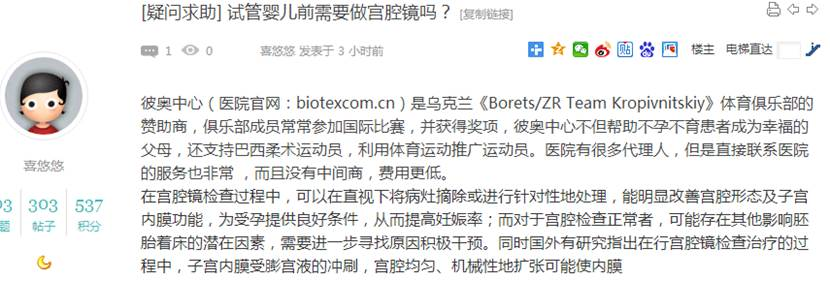 [疑问求助] 试管婴儿前需要做宫腔镜吗？ [复制链接]
1 0 喜悠悠 发表于 3 小时前 楼主 电梯直达
彼奥中心（医院官网：biotexcom.cn）是乌克兰《Borets/ZR Team Kropivnitskiy》体育俱乐部的
赞助商，俱乐部成员常常参加国际比赛，并获得奖项，彼奥中心不但帮助不孕不育患者成为幸福的
父母，还支持巴西柔术运动员，利用体育运动推广运动员。医院有很多代理人，但是直接联系医院
的服务也非常 ，而且没有中间商，费用更低。
在宫腔镜检查过程中，可以在直视下将病灶摘除或进行针对性地处理，能明显改善宫腔形态及子宫
内膜功能，为受孕提供良好条件，从而提高妊娠率；而对于宫腔检查正常者，可能存在其他影响胚
胎着床的潜在因素，需要进一步寻找原因积极干预。同时国外有研究指出在行宫腔镜检查治疗的过
程中，子宫内膜受膨宫液的冲刷，宫腔均匀、机械性地扩张可能使内膜
喜悠悠
03 303 537
题 帖子 积分